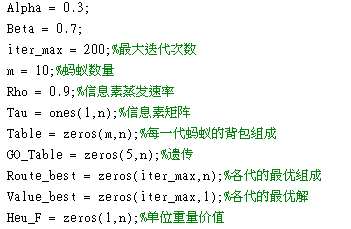 Alpha = 0.3;
Beta = 0.7;
iter_max = 200;%最大迭代次数
m = 10;%蚂蚁数量
Rho = 0.9;%信息素蒸发速率
Tau = ones(1,n);%信息素矩阵
Table = zeros(m,n);%每一代蚂蚁的背包组成
GO_Table = zeros(5,n);%遗传
Route_best = zeros(iter_max,n);%各代的最优组成
Value_best = zeros(iter_max,1);%各代的最优解
Heu_F = zeros(1,n);%单位重量价值